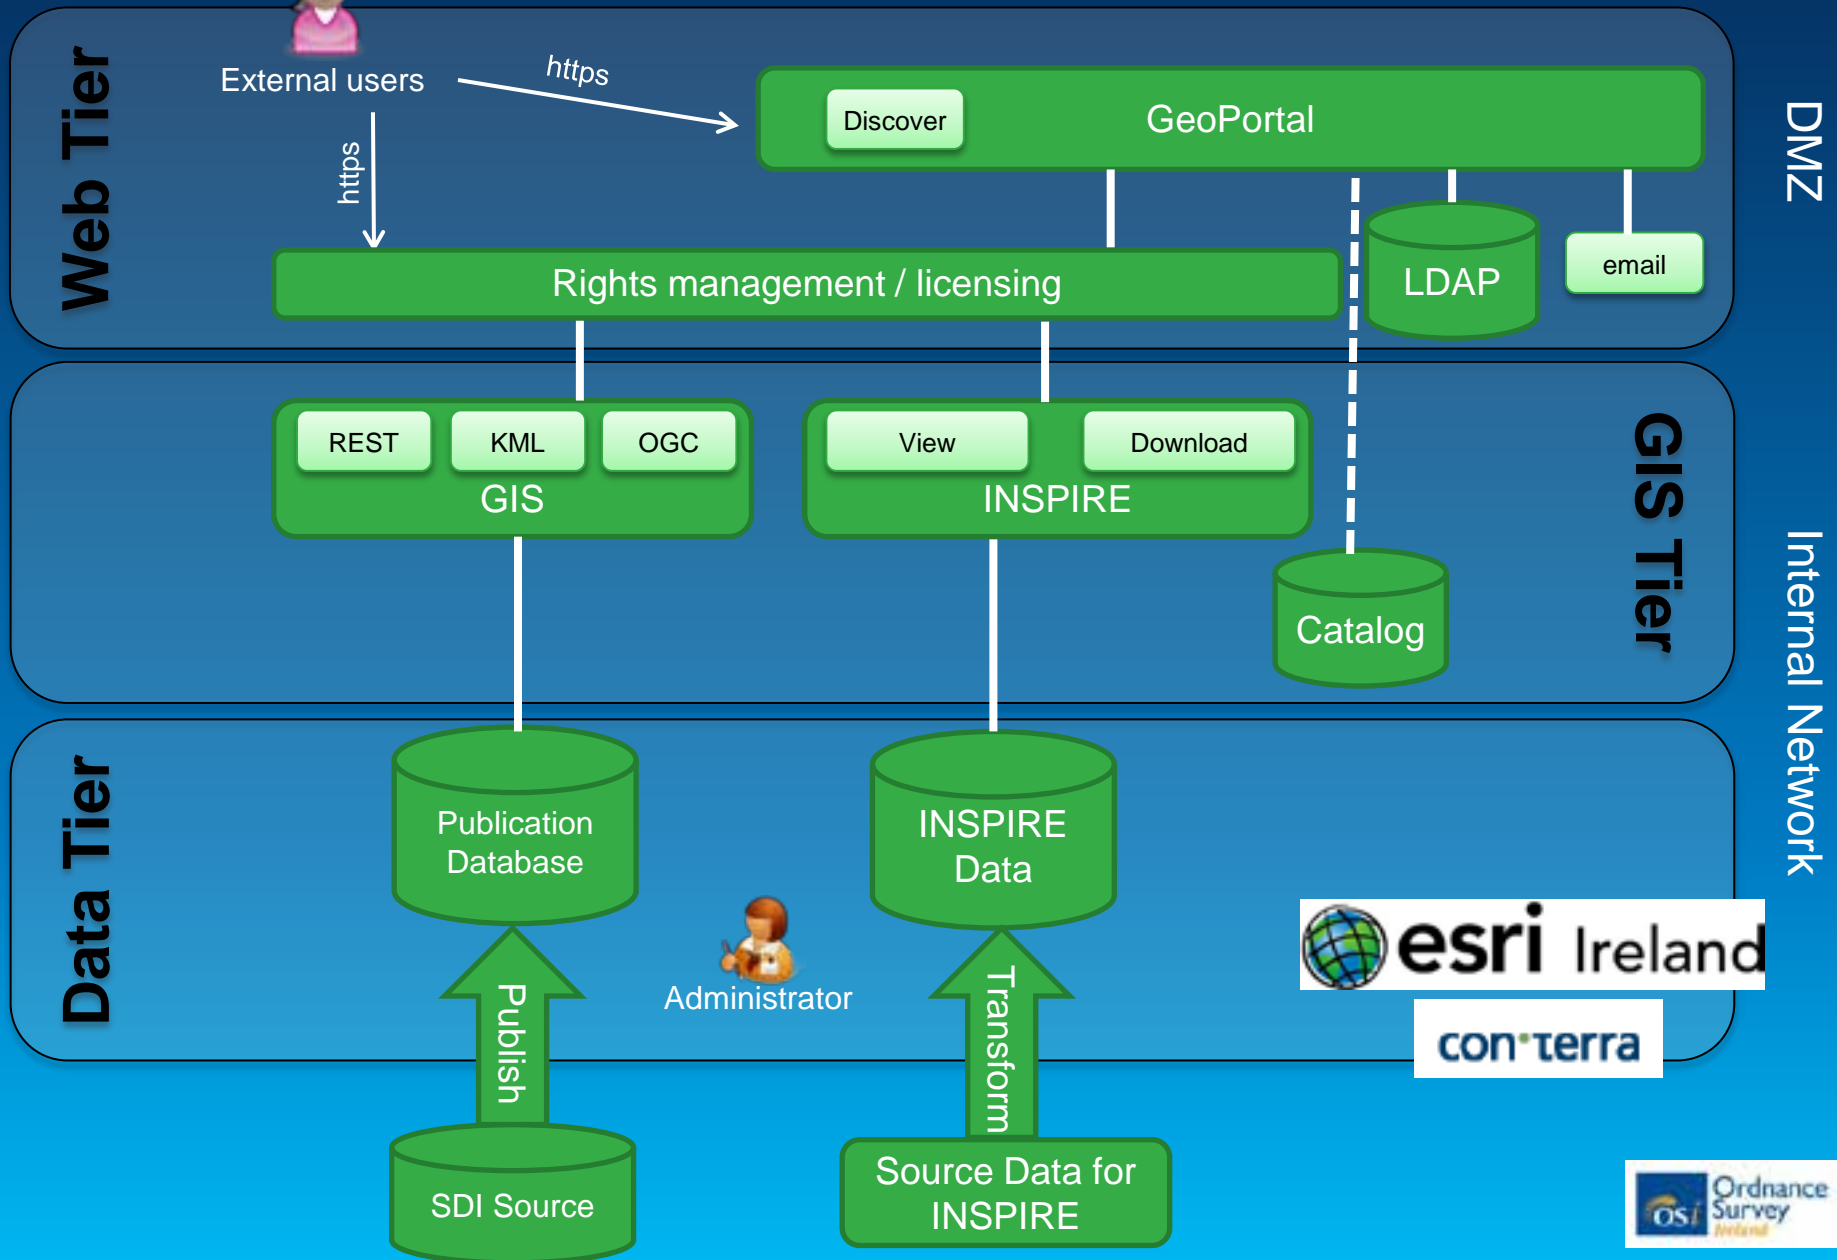 Web Tier
External users
https
https
Discover
GeoPortal
DMZ
Rights management / licensing
LDAP
email
REST
KML
OGC
GIS
View
Download
INSPIRE
Catalog
GIS Tier
Internal Network
Data Tier
Publication
Database
INSPIRE
Data
Administrator
Publish
Transform
esri Ireland
con terra
SDI Source
Source Data for
INSPIRE
osi
Ordnance
Survey
Ireland